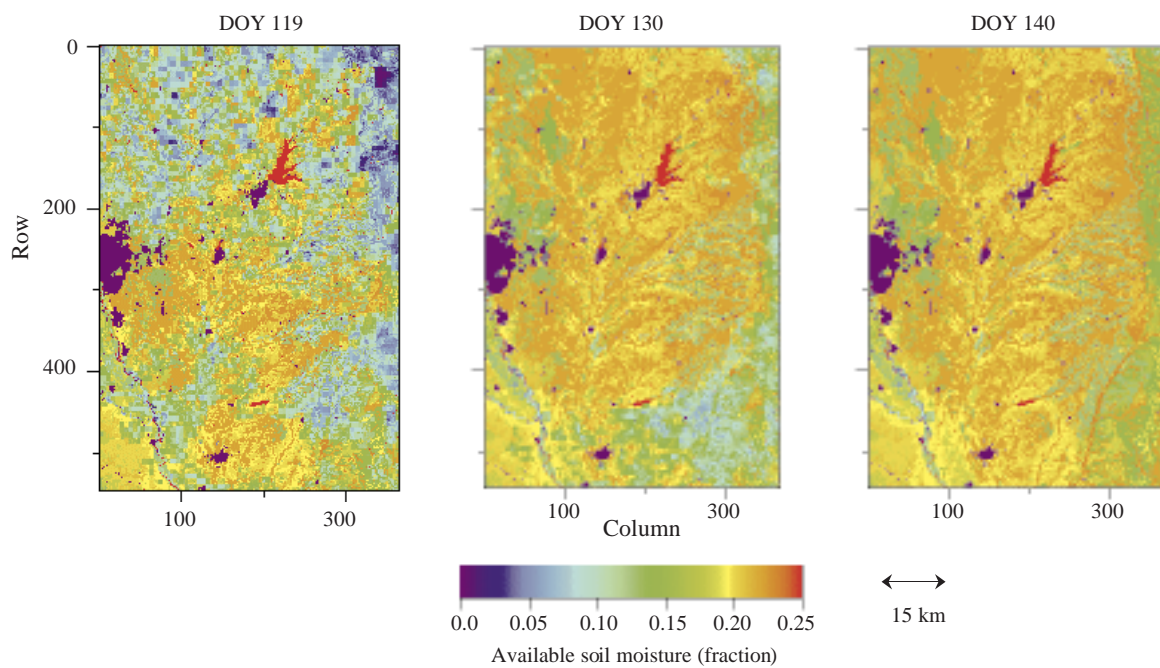 DOY 119 DOY 130 DOY 140
0
200
400
Row
100 300 100 300 100 300
Column
0.0 0.05 0.10 0.15 0.20 0.25
15 km
Available soil moisture (fraction)